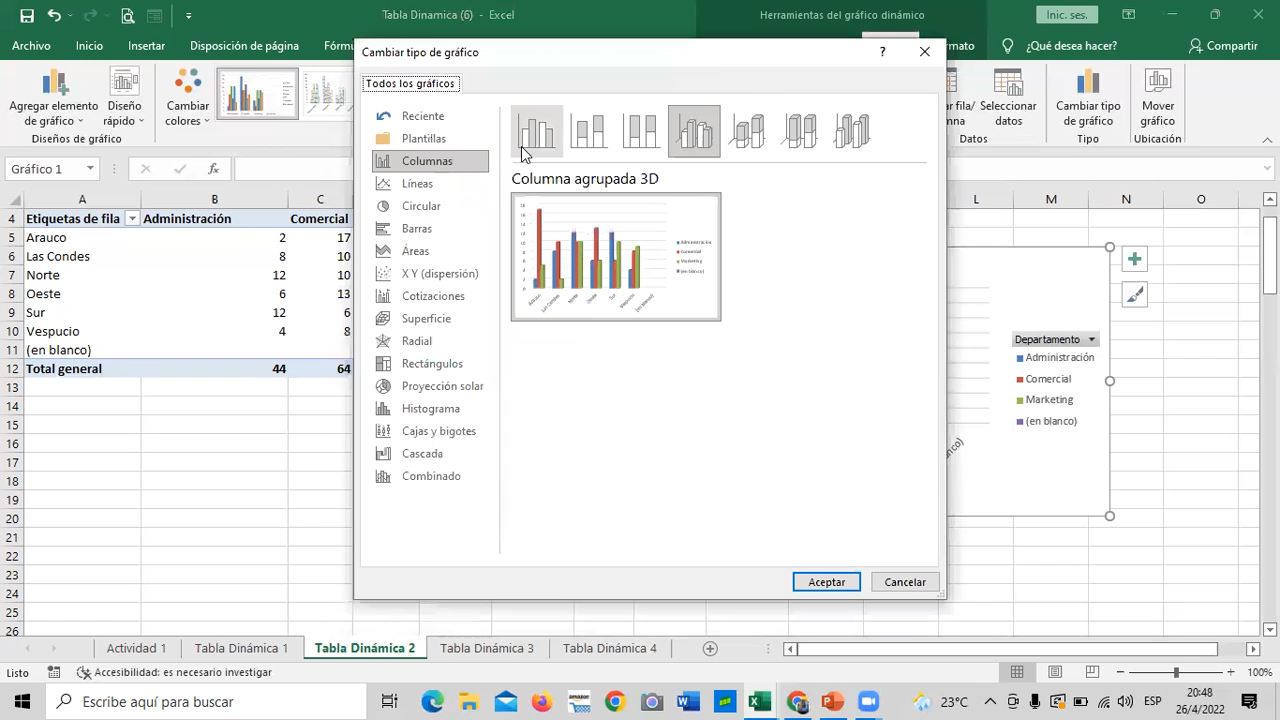 Tabla Dinamica (6) - Excel
Herramientas del gráfico dinámico
Inic. ses.
Archivo
Inicio
Insertar
Disposición de página
¿Qué desea hacer?
Compartir
Agregar elemento
de gráfico
Diseño
rápido
Cambiar
colores
Diseños de gráfico
Seleccionar
datos
Datos
Cambiar tipo de
gráfico
Tipo
Mover
gráfico
Ubicación
Cambiar tipo de gráfico
?
Todos los gráficos
Reciente
Plantillas
Columnas
Líneas
Circular
Barras
Áreas
X Y (dispersión)
Cotizaciones
Superficie
Radial
Rectángulos
Proyección solar
Histograma
Cajas y bigotes
Cascada
Combinado
Columna agrupada 3D
Aceptar
Cancelar
Gráfico 1
fx
A B C L M N O
4 Etiquetas de fila Administración Comercial
5 Arauco 2 17
6 Las Condes 8 10
7 Norte 12 10
8 Oeste 6 13
9 Sur 12 6
10 Vespucio 4 8
11 (en blanco)
12 Total general 44 64
13
14
15
16
17
18
19
20
21
22
23
24
25
26
Departamento
Administración
Comercial
Marketing
(en blanco)
Actividad 1
Tabla Dinámica 1
Tabla Dinámica 2
Tabla Dinámica 3
Tabla Dinámica 4
Listo
Accesibilidad: es necesario investigar
100%
Escribe aquí para buscar
23°C
ESP
20:48
26/4/2022